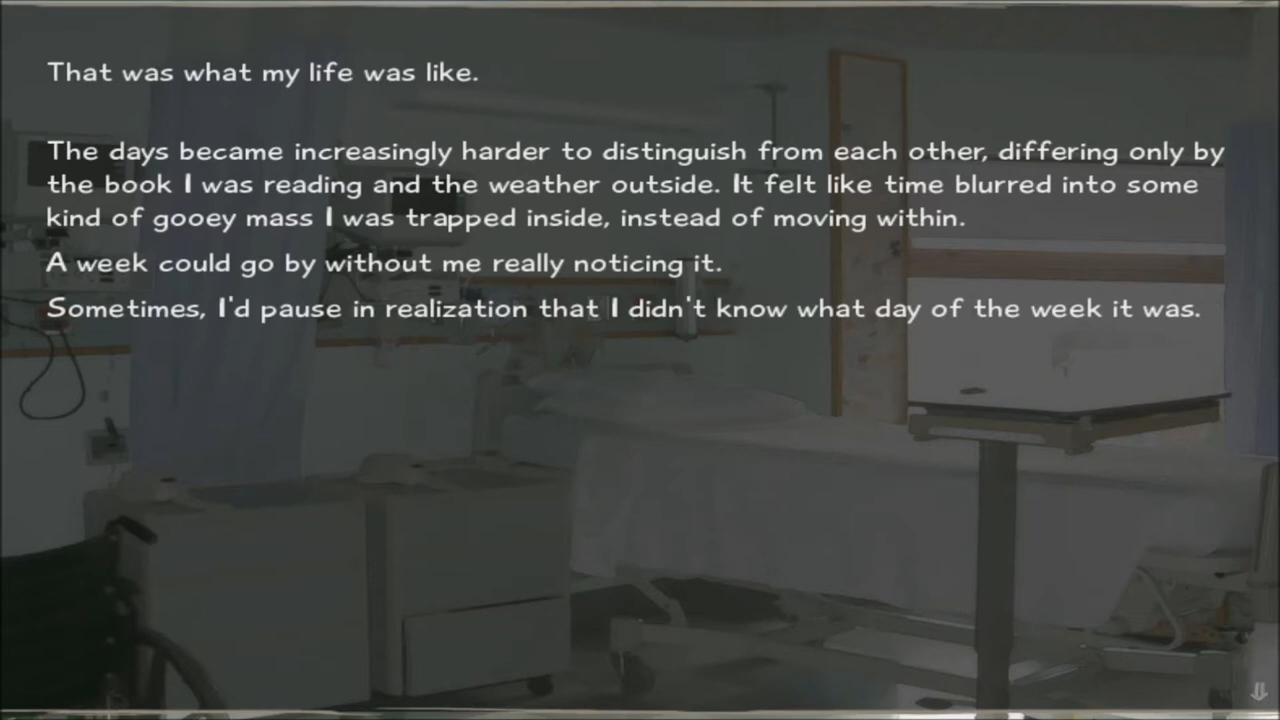 That was what my life was like.
The days became increasingly harder to distinguish from each other, differing only by
the book I was reading and the weather outside. It felt like time blurred into some
kind of gooey mass I was trapped inside, instead of moving within.
A week could go by without me really noticing it.
Sometimes, I'd pause in realization that I didn't know what day of the week it was.